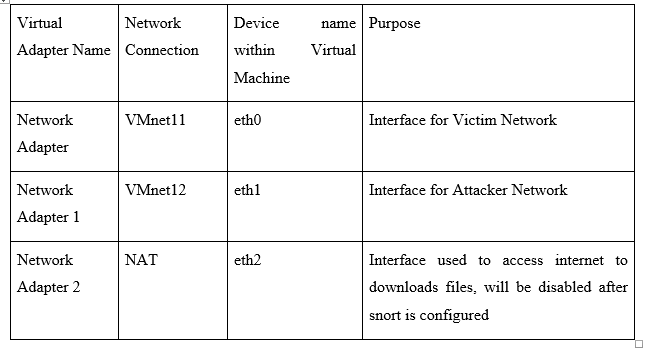 Virtual
Adapter Name
Network
Connection
Device name
within Virtual
Machine
Purpose
Network
Adapter
VMnet11
eth0
Interface for Victim Network
Network
Adapter 1
VMnet12
eth1
Interface for Attacker Network
Network
Adapter 2
NAT
eth2
Interface used to access internet to
downloads files, will be disabled after
snort is configured